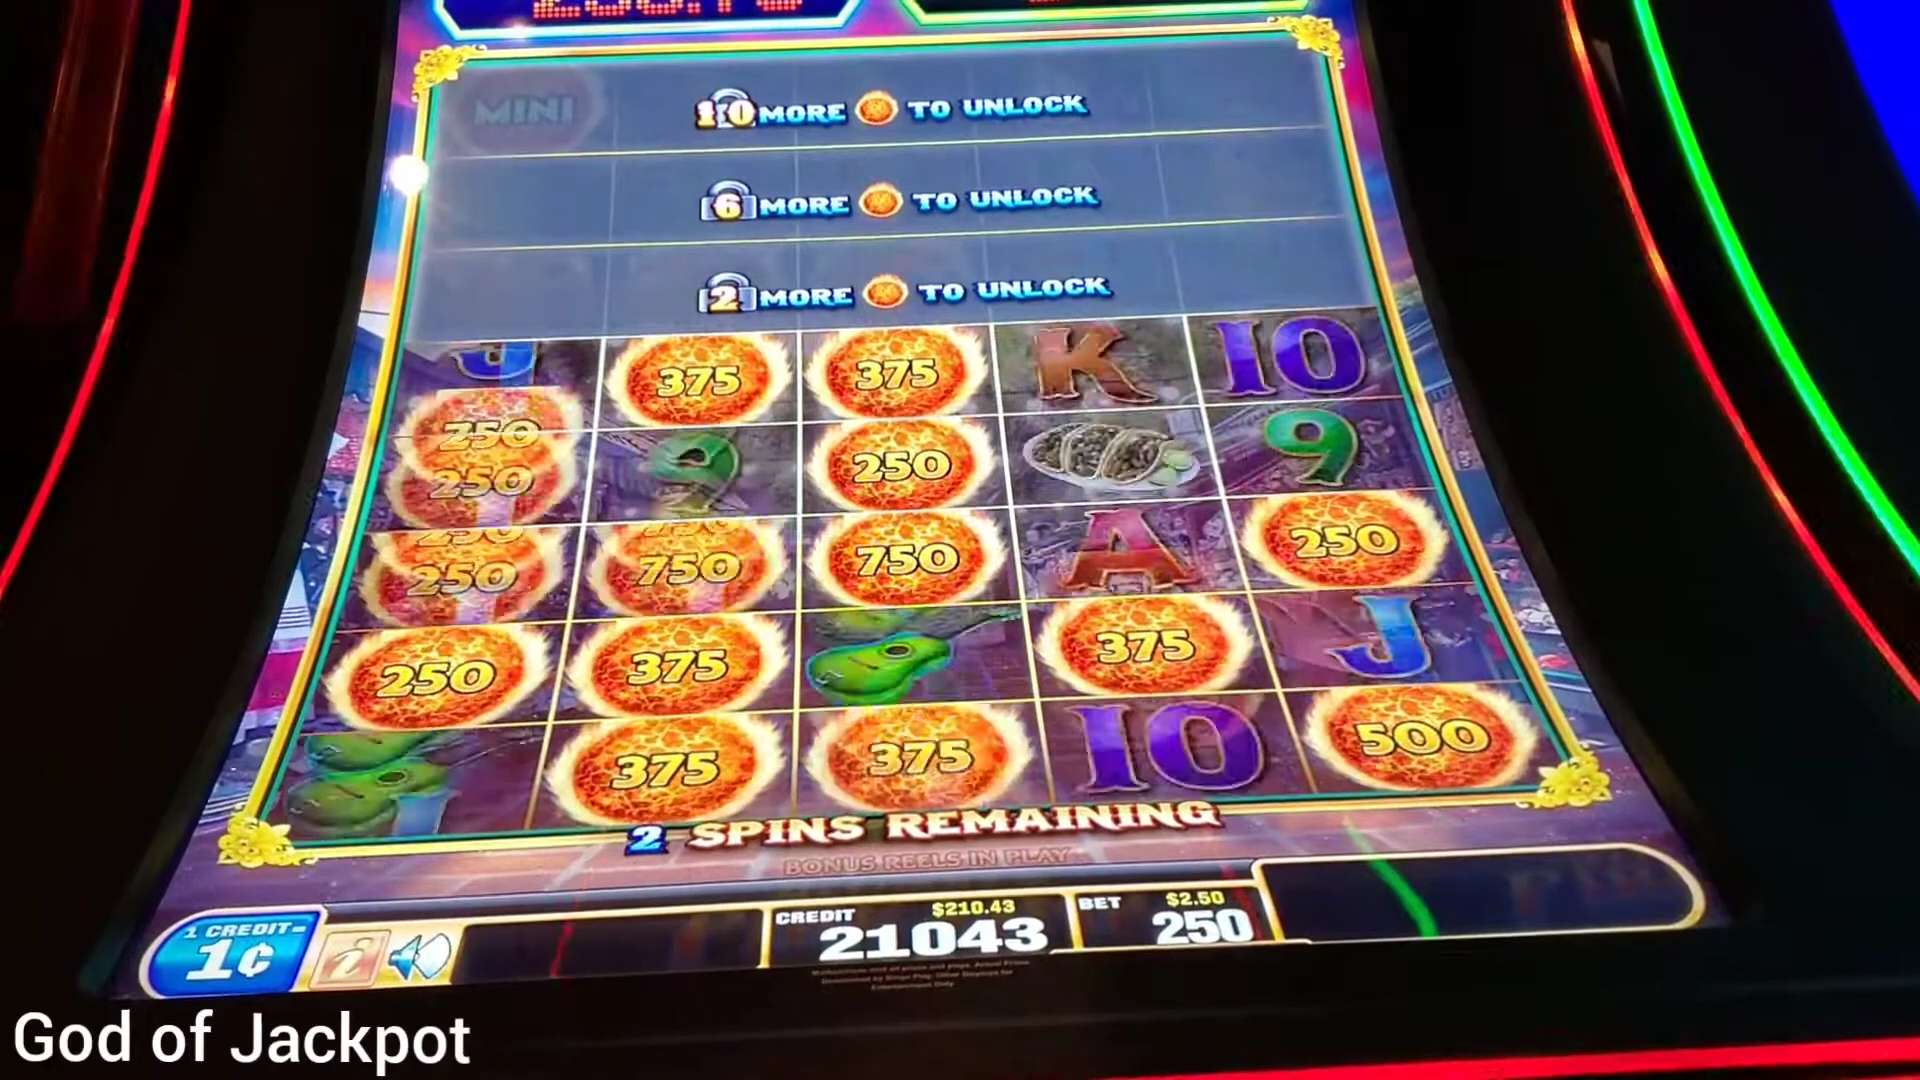 MINI 10 MORE TO UNLOCK
6 MORE TO UNLOCK
2 MORE TO UNLOCK
J 375 375 K 10
250 9 250 9
250
250 750 750 A 250
250 375 375 J
375 375 10 500
2 SPINS REMAINING
BONUS REELS IN PLAY
1 CREDIT= CREDIT $210.43 BET $2.50
1¢ 21043 250
God of Jackpot